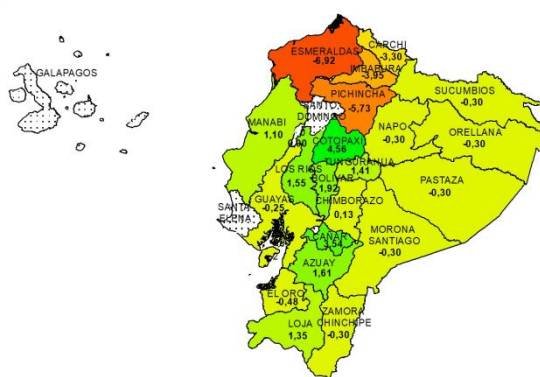 ESMERALDAS
-6,92
CARCHI
-3,30
IMBABURA
-3,95
GALAPAGOS
PICHINCHA
-5,73
SUCUMBIOS
-0,30
SANTO
DOMINGO
MANABI
1,10
0,00
COTOPAXI
4,56
NAPO
-0,30
ORELLANA
-0,30
TUNGURAHUA
1,41
LOS RIOS
1,55
BOLIVAR
1,92
PASTAZA
-0,30
SANTA
ELENA
GUAYAS
-0,25
CHIMBORAZO
0,13
MORONA
SANTIAGO
-0,30
CAÑAR
3,54
AZUAY
1,61
EL ORO
-0,48
ZAMORA
CHINCHIPE
-0,30
LOJA
1,35